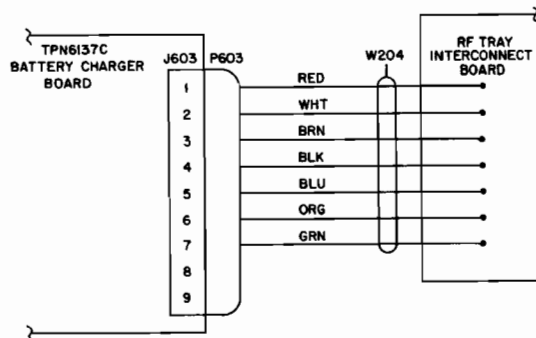 TPN6137C
BATTERY CHARGER
BOARD
J603 P603
W204
RF TRAY
INTERCONNECT
BOARD
1 RED
2 WHT
3 BRN
4 BLK
5 BLU
6 ORG
7 GRN
8
9